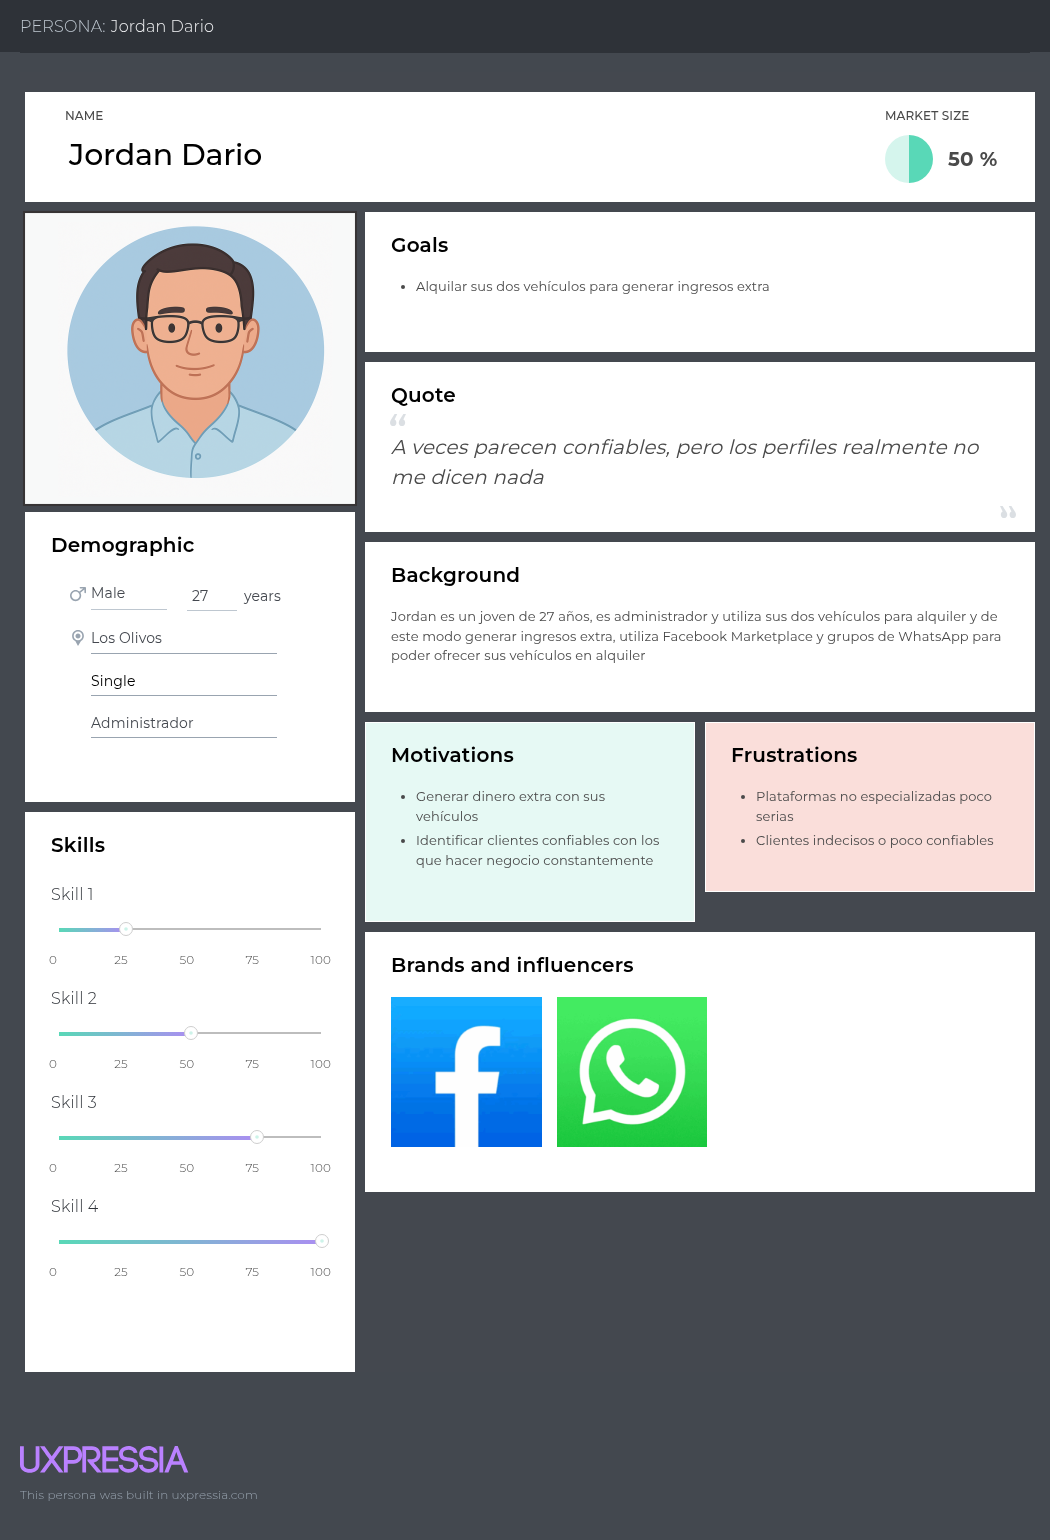 PERSONA: Jordan Dario
NAME
Jordan Dario
MARKET SIZE
50 %
Goals
Alquilar sus dos vehículos para generar ingresos extra
Quote
“
A veces parecen confiables, pero los perfiles realmente no
me dicen nada
”
Demographic
Male
27 years
Los Olivos
Single
Administrador
Background
Jordan es un joven de 27 años, es administrador y utiliza sus dos vehículos para alquiler y de
este modo generar ingresos extra, utiliza Facebook Marketplace y grupos de WhatsApp para
poder ofrecer sus vehículos en alquiler
Motivations
Generar dinero extra con sus
vehículos
Identificar clientes confiables con los
que hacer negocio constantemente
Frustrations
Plataformas no especializadas poco
serias
Clientes indecisos o poco confiables
Skills
Skill 1
0 25 50 75 100
Skill 2
0 25 50 75 100
Skill 3
0 25 50 75 100
Skill 4
0 25 50 75 100
Brands and influencers
f
UXPRESSIA
This persona was built in uxpressia.com